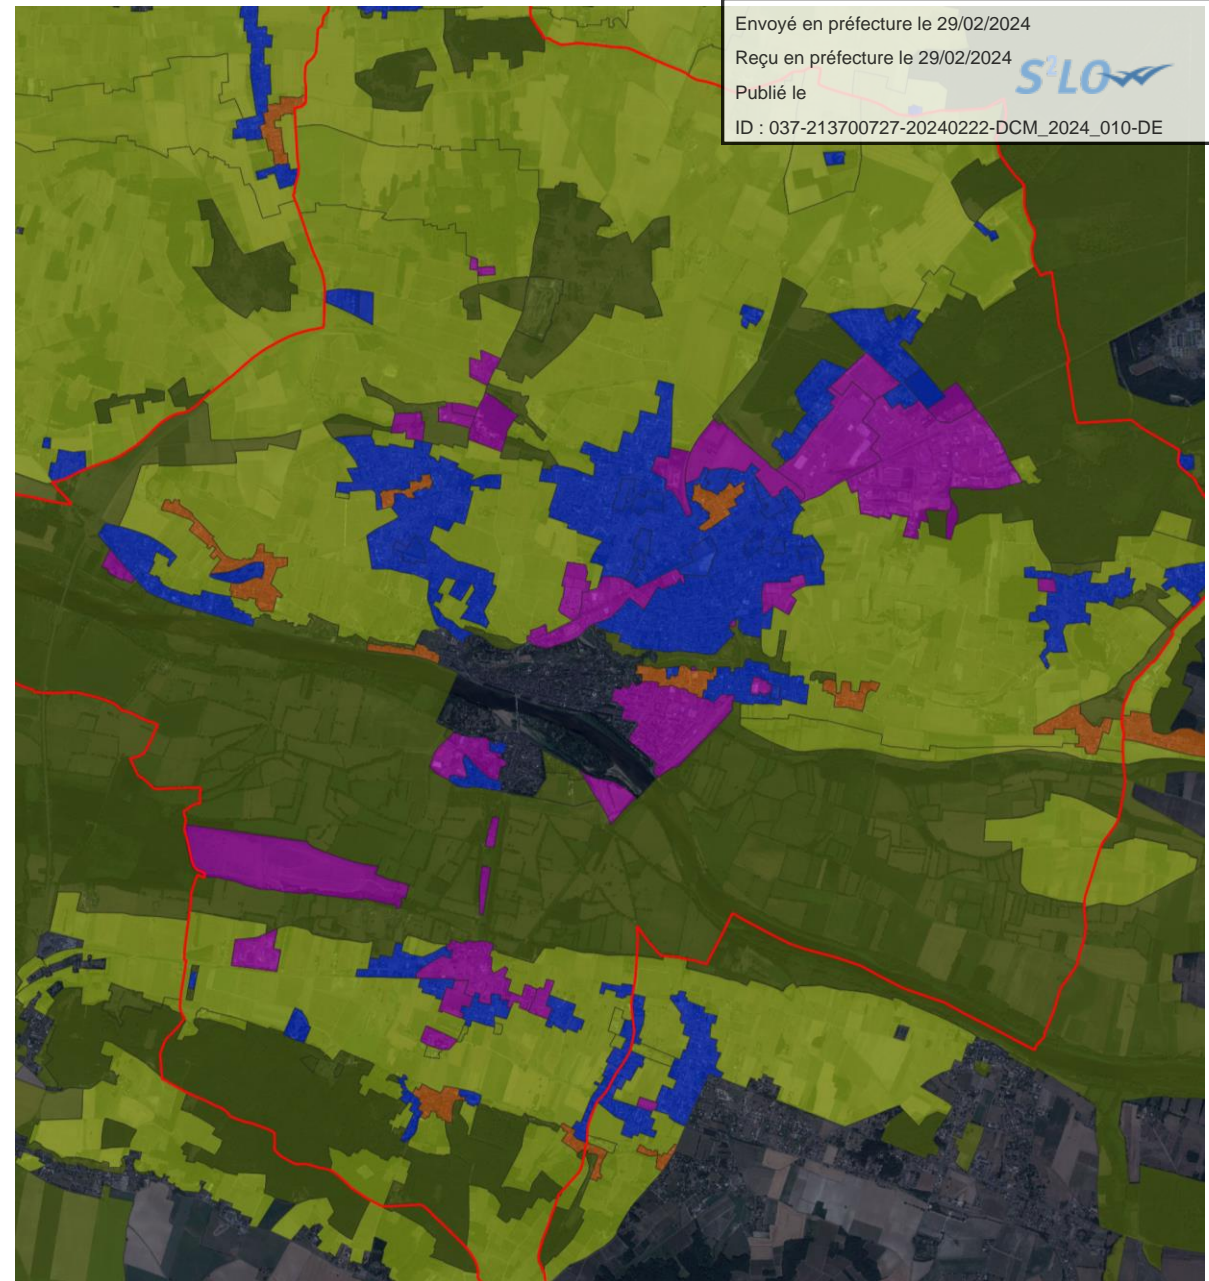 Envoyé en préfecture le 29/02/2024
Reçu en préfecture le 29/02/2024
Publié le
S²LOW
ID : 037-213700727-20240222-DCM_2024_010-DE